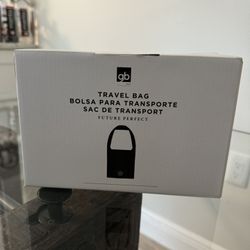 gb
TRAVEL BAG
BOLSA PARA TRANSPORTE
SAC DE TRANSPORT
FUTURE PERFECT